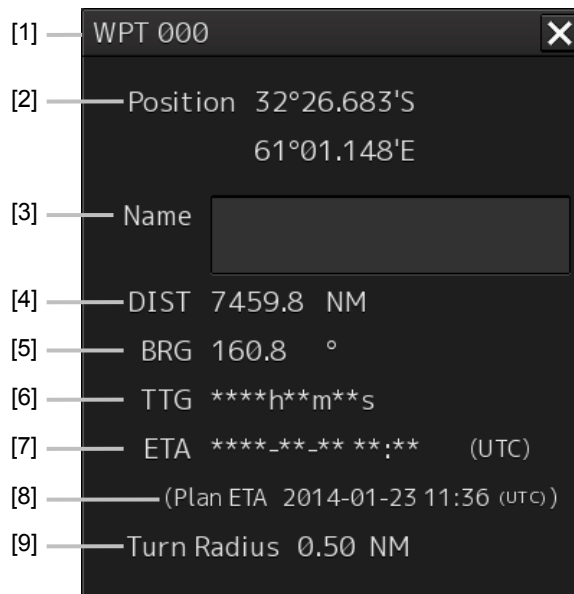 [1] WPT 000
[2] Position 32°26.683'S
61°01.148'E
[3] Name
[4] DIST 7459.8 NM
[5] BRG 160.8 °
[6] TTG ****h**m**s
[7] ETA ****-**-** **:** (UTC)
[8] (Plan ETA 2014-01-23 11:36 (UTC))
[9] Turn Radius 0.50 NM